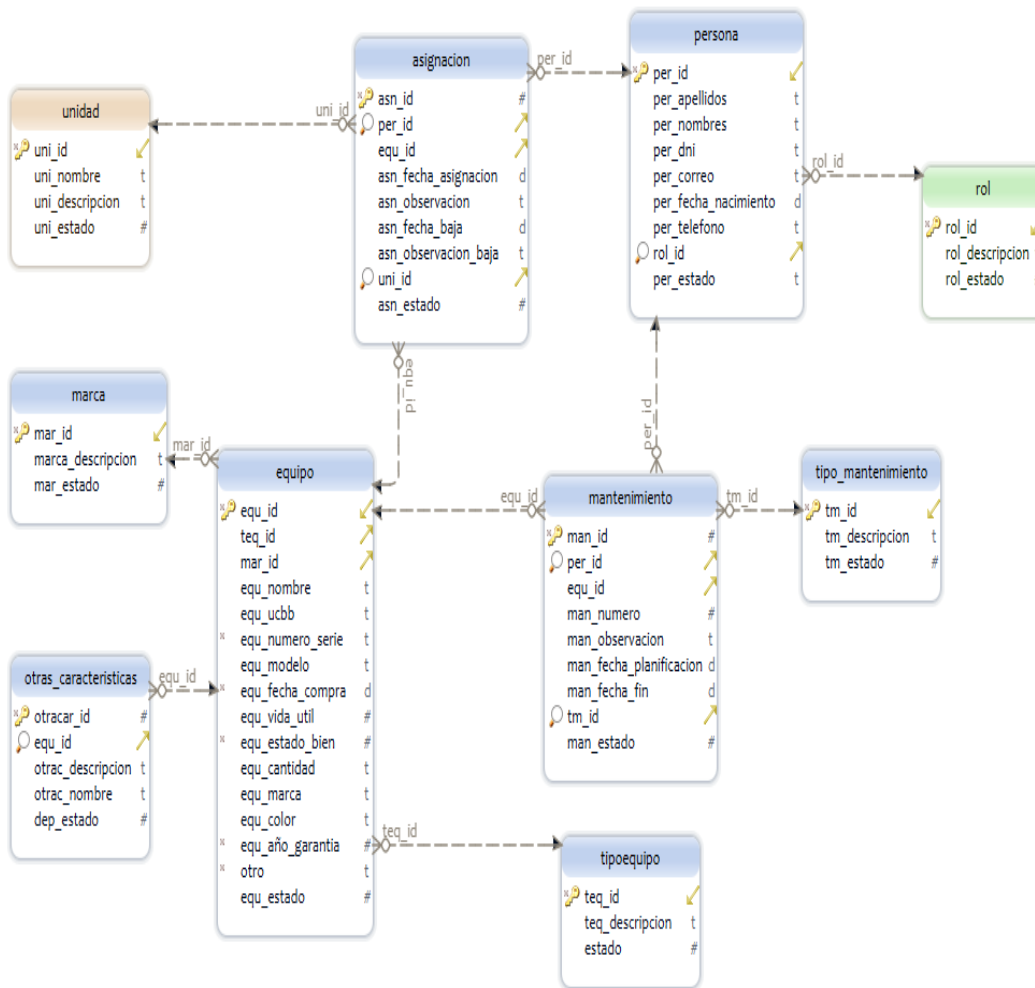 unidad
uni_id
uni_nombre t
uni_descripcion t
uni_estado #
uni_id
asignacion
asn_id #
per_id
equ_id
asn_fecha_asignacion d
asn_observacion t
asn_fecha_baja d
asn_observacion_baja t
uni_id
asn_estado #
per_id
persona
per_id
per_apellidos t
per_nombres t
per_dni t
per_correo t
per_fecha_nacimiento d
per_telefono t
rol_id
per_estado t
rol_id
rol
rol_id
rol_descripcion
rol_estado
equ_id
per_id
marca
mar_id
marca_descripcion t
mar_estado #
mar_id
equipo
equ_id
teq_id
mar_id
equ_nombre t
equ_ucbb t
equ_numero_serie t
equ_modelo t
equ_fecha_compra d
equ_vida_util #
equ_estado_bien #
equ_cantidad t
equ_marca t
equ_color t
equ_año_garantia #
otro t
equ_estado #
equ_id
mantenimiento
man_id #
per_id
equ_id
man_numero #
man_observacion t
man_fecha_planificacion d
man_fecha_fin d
tm_id
man_estado #
tm_id
tipo_mantenimiento
tm_id
tm_descripcion t
tm_estado #
otras_caracteristicas
otracar_id #
equ_id
otrac_descripcion t
otrac_nombre t
dep_estado #
equ_id
teq_id
tipoequipo
teq_id
teq_descripcion t
estado #